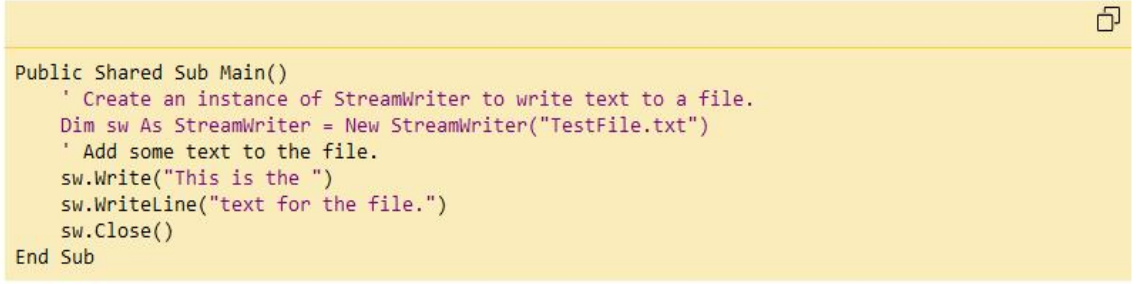 Public Shared Sub Main()
    ' Create an instance of StreamWriter to write text to a file.
    Dim sw As StreamWriter = New StreamWriter("TestFile.txt")
    ' Add some text to the file.
    sw.Write("This is the ")
    sw.WriteLine("text for the file.")
    sw.Close()
End Sub